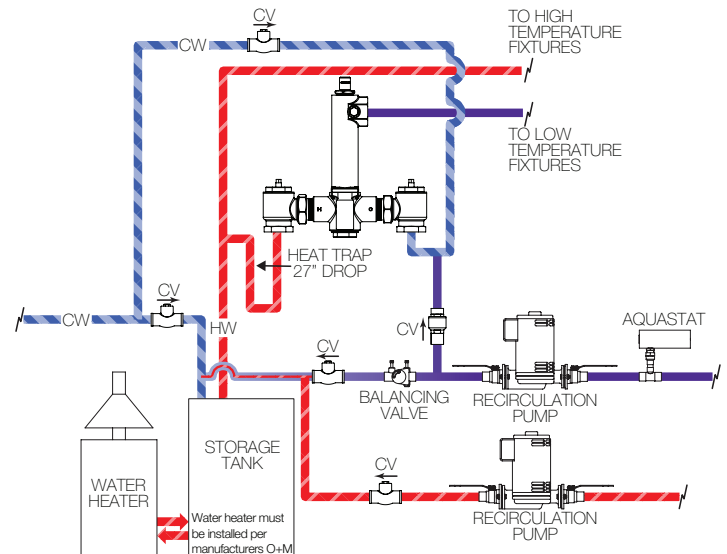 CV
CW
TO HIGH
TEMPERATURE
FIXTURES
TO LOW
TEMPERATURE
FIXTURES
H
C
HEAT TRAP
27" DROP
CW
CV
HW
CV
CV
AQUASTAT
BALANCING
VALVE
RECIRCULATION
PUMP
STORAGE
TANK
WATER
HEATER
CV
Water heater must
be installed per
manufacturers O+M
RECIRCULATION
PUMP